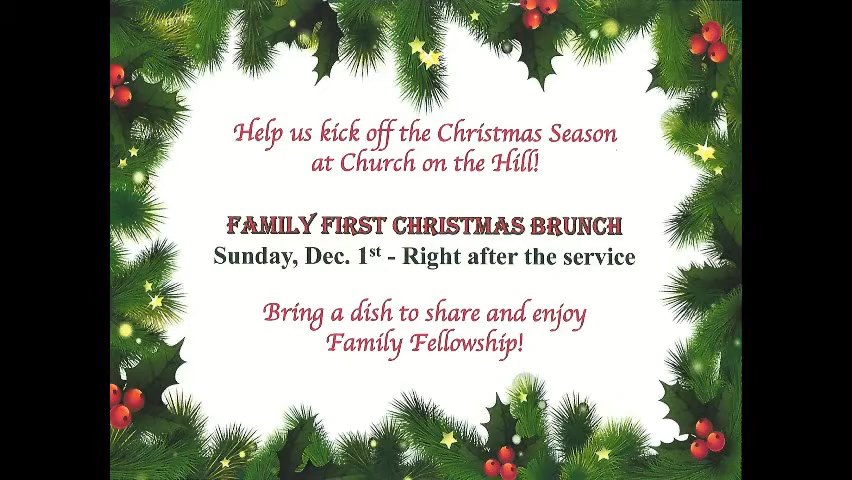 Help us kick off the Christmas Season
at Church on the Hill!
FAMILY FIRST CHRISTMAS BRUNCH
Sunday, Dec. 1st - Right after the service
Bring a dish to share and enjoy
Family Fellowship!